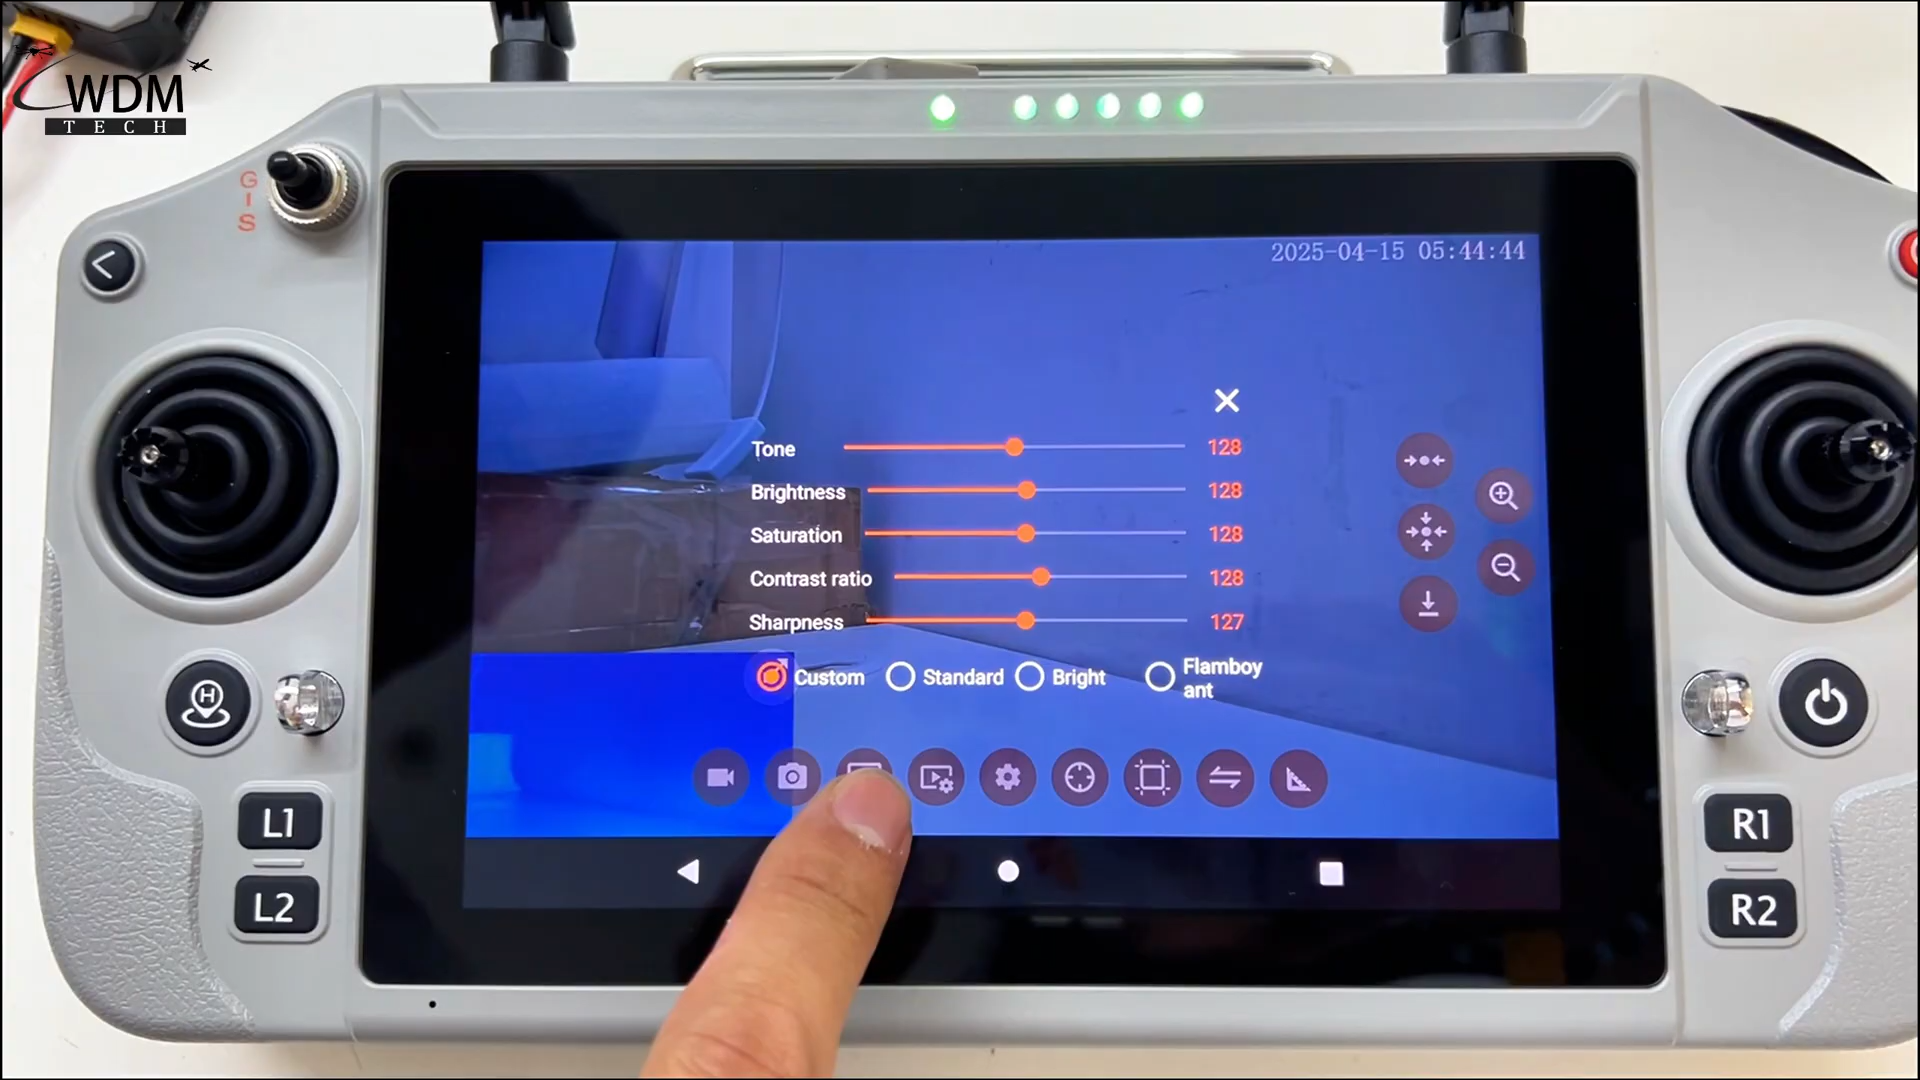 WDM
TECH
G
I
S
2025-04-15 05:44:44
Tone 128
Brightness 128
Saturation 128
Contrast ratio 128
Sharpness 127
Custom Standard Bright Flamboy
ant
H
L1
L2
R1
R2